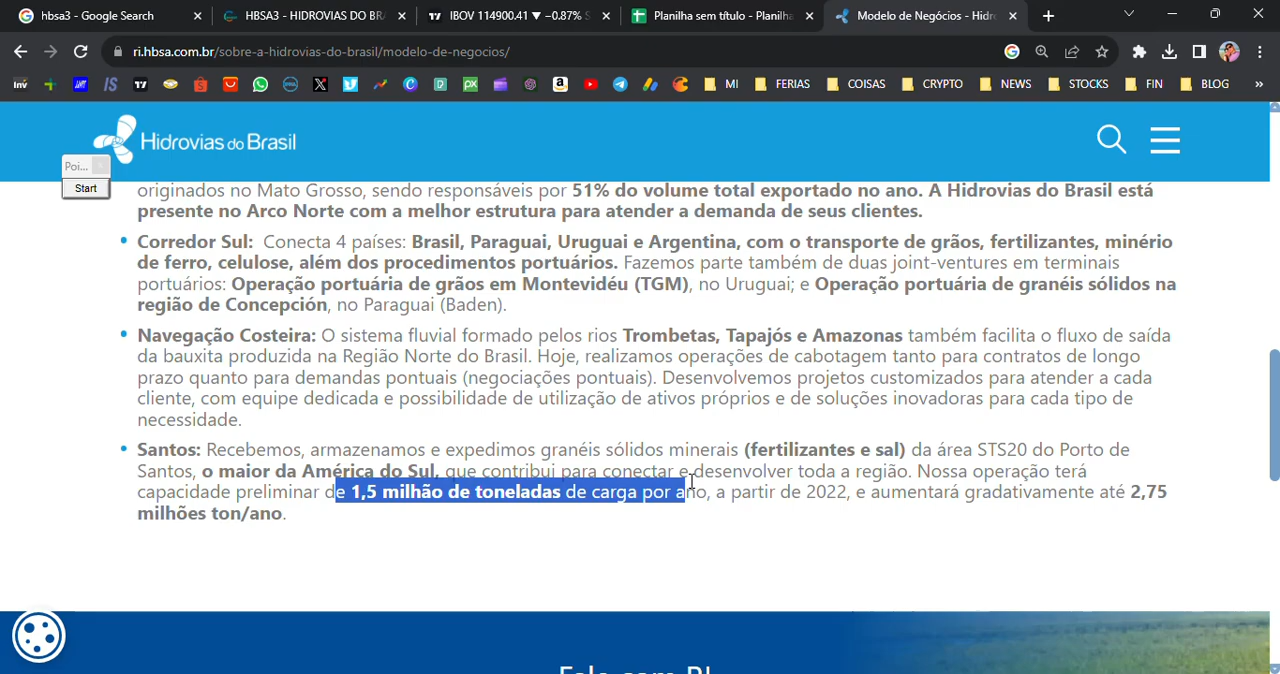 hbsa3 - Google Search
HBSA3 - HIDROVIAS DO BR
IBOV 114900.41 ▼ −0.87% S
Planilha sem título - Planilha
Modelo de Negócios - Hidro
ri.hbsa.com.br/sobre-a-hidrovias-do-brasil/modelo-de-negocios/
Inv
MI
FERIAS
COISAS
CRYPTO
NEWS
STOCKS
FIN
BLOG
»
Hidrovias do Brasil
Poi...
Start
originados no Mato Grosso, sendo responsáveis por 51% do volume total exportado no ano. A Hidrovias do Brasil está
presente no Arco Norte com a melhor estrutura para atender a demanda de seus clientes.
• Corredor Sul: Conecta 4 países: Brasil, Paraguai, Uruguai e Argentina, com o transporte de grãos, fertilizantes, minério
de ferro, celulose, além dos procedimentos portuários. Fazemos parte também de duas joint-ventures em terminais
portuários: Operação portuária de grãos em Montevidéu (TGM), no Uruguai; e Operação portuária de granéis sólidos na
região de Concepción, no Paraguai (Baden).
• Navegação Costeira: O sistema fluvial formado pelos rios Trombetas, Tapajós e Amazonas também facilita o fluxo de saída
da bauxita produzida na Região Norte do Brasil. Hoje, realizamos operações de cabotagem tanto para contratos de longo
prazo quanto para demandas pontuais (negociações pontuais). Desenvolvemos projetos customizados para atender a cada
cliente, com equipe dedicada e possibilidade de utilização de ativos próprios e de soluções inovadoras para cada tipo de
necessidade.
• Santos: Recebemos, armazenamos e expedimos granéis sólidos minerais (fertilizantes e sal) da área STS20 do Porto de
Santos, o maior da América do Sul, que contribui para conectar e desenvolver toda a região. Nossa operação terá
capacidade preliminar de 1,5 milhão de toneladas de carga por ano, a partir de 2022, e aumentará gradativamente até 2,75
milhões ton/ano.
Fale com RI